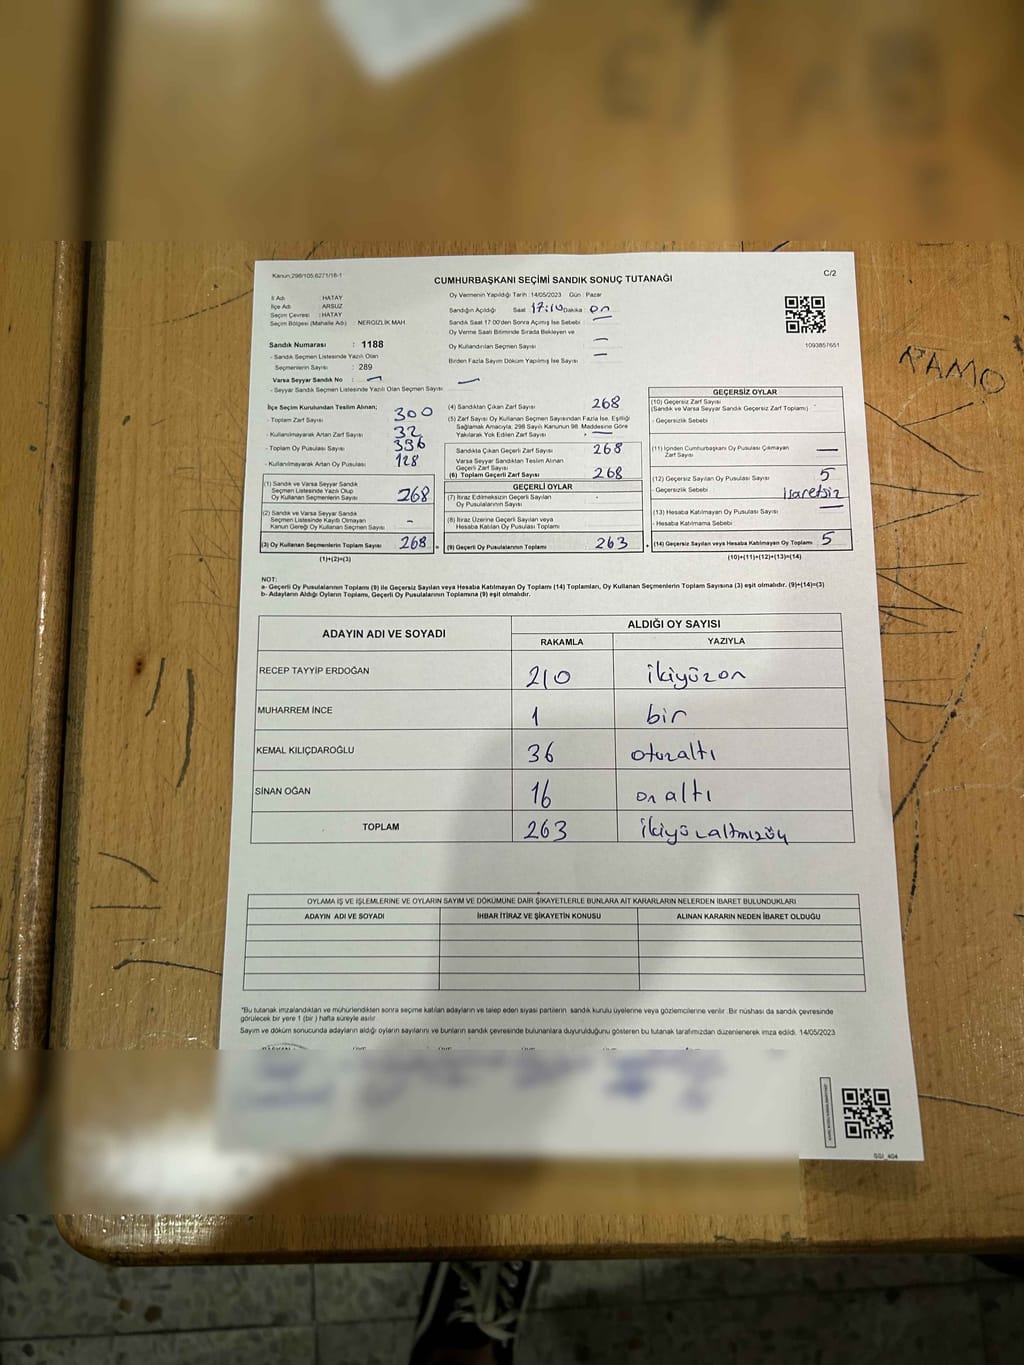 Kanun:298/105,6271/16-1
CUMHURBAŞKANI SEÇİMİ SANDIK SONUÇ TUTANAĞI
C/2
İl Adı : HATAY
İlçe Adı : ARSUZ
Seçim Çevresi : HATAY
Seçim Bölgesi (Mahalle Adı) : NERGİZLİK MAH.
Oy Vermenin Yapıldığı Tarih : 14/05/2023 Gün : Pazar
Sandığın Açıldığı Saat : 17:10 Dakika : on
Sandık Saat 17:00'den Sonra Açılmış İse Sebebi :
Oy Verme Saati Bitiminde Sırada Bekleyen ve
Oy Kullandırılan Seçmen Sayısı :
Birden Fazla Sayım Döküm Yapılmış İse Sayısı :
1093857651
Sandık Numarası : 1188
- Sandık Seçmen Listesinde Yazılı Olan
Seçmenlerin Sayısı : 289
Varsa Seyyar Sandık No :
- Seyyar Sandık Seçmen Listesinde Yazılı Olan Seçmen Sayısı :
İlçe Seçim Kurulundan Teslim Alınan;
- Toplam Zarf Sayısı 300
- Kullanılmayarak Artan Zarf Sayısı 32
- Toplam Oy Pusulası Sayısı 396
- Kullanılmayarak Artan Oy Pusulası 128
(1) Sandık ve Varsa Seyyar Sandık
Seçmen Listesinde Yazılı Olup
Oy Kullanan Seçmenlerin Sayısı 268
(2) Sandık ve Varsa Seyyar Sandık
Seçmen Listesinde Kayıtlı Olmayan
Kanun Gereği Oy Kullanan Seçmen Sayısı -
(3) Oy Kullanan Seçmenlerin Toplam Sayısı 268
(1)+(2)=(3)
(4) Sandıktan Çıkan Zarf Sayısı 268
(5) Zarf Sayısı Oy Kullanan Seçmen Sayısından Fazla İse, Eşitliği
Sağlamak Amacıyla; 298 Sayılı Kanunun 98. Maddesine Göre
Yakılarak Yok Edilen Zarf Sayısı :
Sandıkta Çıkan Geçerli Zarf Sayısı 268
Varsa Seyyar Sandıktan Teslim Alınan
Geçerli Zarf Sayısı
(6) Toplam Geçerli Zarf Sayısı 268
GEÇERLİ OYLAR
(7) İtiraz Edilmeksizin Geçerli Sayılan
Oy Pusulalarının Sayısı
(8) İtiraz Üzerine Geçerli Sayılan veya
Hesaba Katılan Oy Pusulası Toplamı
(9) Geçerli Oy Pusulalarının Toplamı 263
GEÇERSİZ OYLAR
(10) Geçersiz Zarf Sayısı
(Sandık ve Varsa Seyyar Sandık Geçersiz Zarf Toplamı)
- Geçersizlik Sebebi
(11) İçinden Cumhurbaşkanı Oy Pusulası Çıkmayan
Zarf Sayısı
(12) Geçersiz Sayılan Oy Pusulası Sayısı 5
- Geçersizlik Sebebi İşaretsiz
(13) Hesaba Katılmayan Oy Pusulası Sayısı
- Hesaba Katılmama Sebebi
(14) Geçersiz Sayılan veya Hesaba Katılmayan Oy Toplamı 5
(10)+(11)+(12)+(13)=(14)
NOT:
a- Geçerli Oy Pusulalarının Toplamı (9) ile Geçersiz Sayılan veya Hesaba Katılmayan Oy Toplamı (14) Toplamları, Oy Kullanan Seçmenlerin Toplam Sayısına (3) eşit olmalıdır. (9)+(14)=(3)
b- Adayların Aldığı Oyların Toplamı, Geçerli Oy Pusulalarının Toplamına (9) eşit olmalıdır.
ADAYIN ADI VE SOYADI
ALDIĞI OY SAYISI
RAKAMLA YAZIYLA
RECEP TAYYİP ERDOĞAN 210 ikiyüzon
MUHARREM İNCE 1 bir
KEMAL KILIÇDAROĞLU 36 otuzaltı
SİNAN OĞAN 16 on altı
TOPLAM 263 ikiyüzaltmışüç
OYLAMA İŞ VE İŞLEMLERİNE VE OYLARIN SAYIM VE DÖKÜMÜNE DAİR ŞİKAYETLERLE BUNLARA AİT KARARLARIN NELERDEN İBARET BULUNDUKLARI
ADAYIN ADI VE SOYADI İHBAR İTİRAZ VE ŞİKAYETİN KONUSU ALINAN KARARIN NEDEN İBARET OLDUĞU
*Bu tutanak imzalandıktan ve mühürlendikten sonra seçime katılan adayların ve talep eden siyasi partilerin sandık kurulu üyelerine veya gözlemcilerine verilir. Bir nüshası da sandık çevresinde
görülecek bir yere 1 (bir) hafta süreyle asılır.
Sayım ve döküm sonucunda adayların aldığı oyların sayılarını ve bunların sandık çevresinde bulunanlara duyurulduğunu gösteren bu tutanak tarafımızdan düzenlenerek imza edildi. 14/05/2023
RAMO